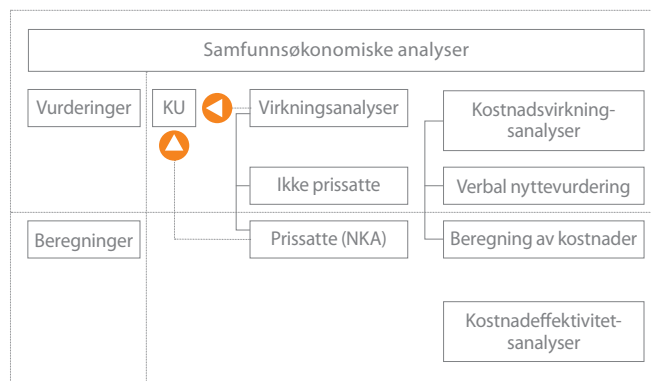 Samfunnsøkonomiske analyser
Vurderinger
KU
Virkningsanalyser
Kostnadsvirkning-
sanalyser
Ikke prissatte
Verbal nyttevurdering
Beregninger
Prissatte (NKA)
Beregning av kostnader
Kostnadeffektivitet-
sanalyser